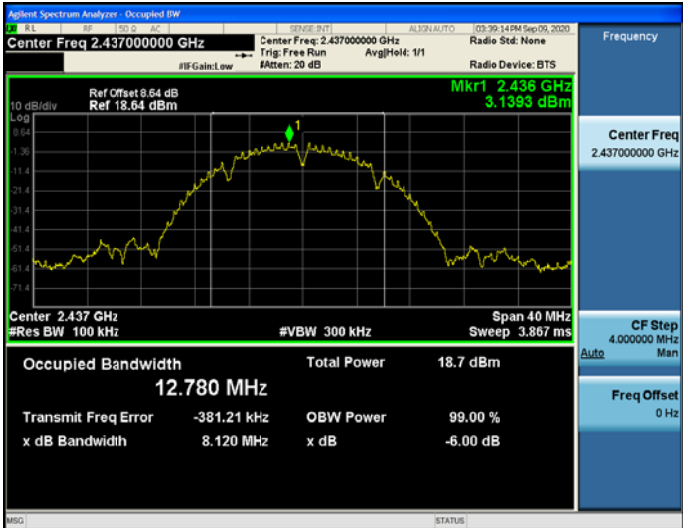 Agilent Spectrum Analyzer - Occupied BW
RL RF 50 Ω AC SENSE:INT ALIGN AUTO 03:39:14 PM Sep 09, 2020
Center Freq 2.437000000 GHz
Center Freq: 2.437000000 GHz
Radio Std: None
Trig: Free Run Avg|Hold: 1/1
#IFGain:Low #Atten: 20 dB Radio Device: BTS
Frequency
Ref Offset 8.64 dB
10 dB/div Ref 18.64 dBm
Mkr1 2.436 GHz
3.1393 dBm
Log
8.64
-1.36
-11.4
-21.4
-31.4
-41.4
-51.4
-61.4
-71.4
1
Center 2.437 GHz Span 40 MHz
#Res BW 100 kHz #VBW 300 kHz Sweep 3.867 ms
Occupied Bandwidth Total Power 18.7 dBm
12.780 MHz
Transmit Freq Error -381.21 kHz OBW Power 99.00 %
x dB Bandwidth 8.120 MHz x dB -6.00 dB
Center Freq
2.437000000 GHz
CF Step
4.000000 MHz
Auto Man
Freq Offset
0 Hz
MSG STATUS